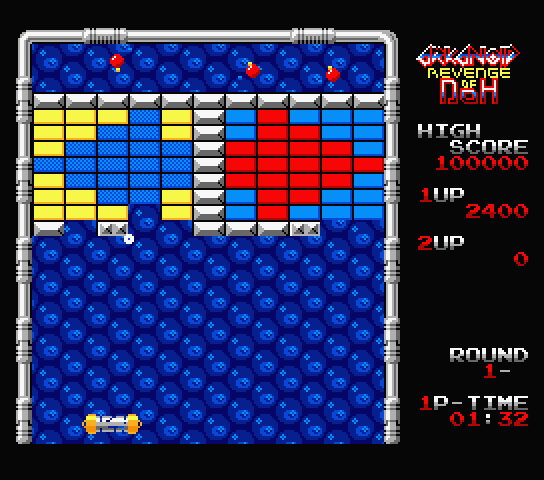 ARKANOID
REVENGE
OF
DOH
HIGH
SCORE
100000
1UP
2400
2UP
0
ROUND
1-
1P-TIME
01:32